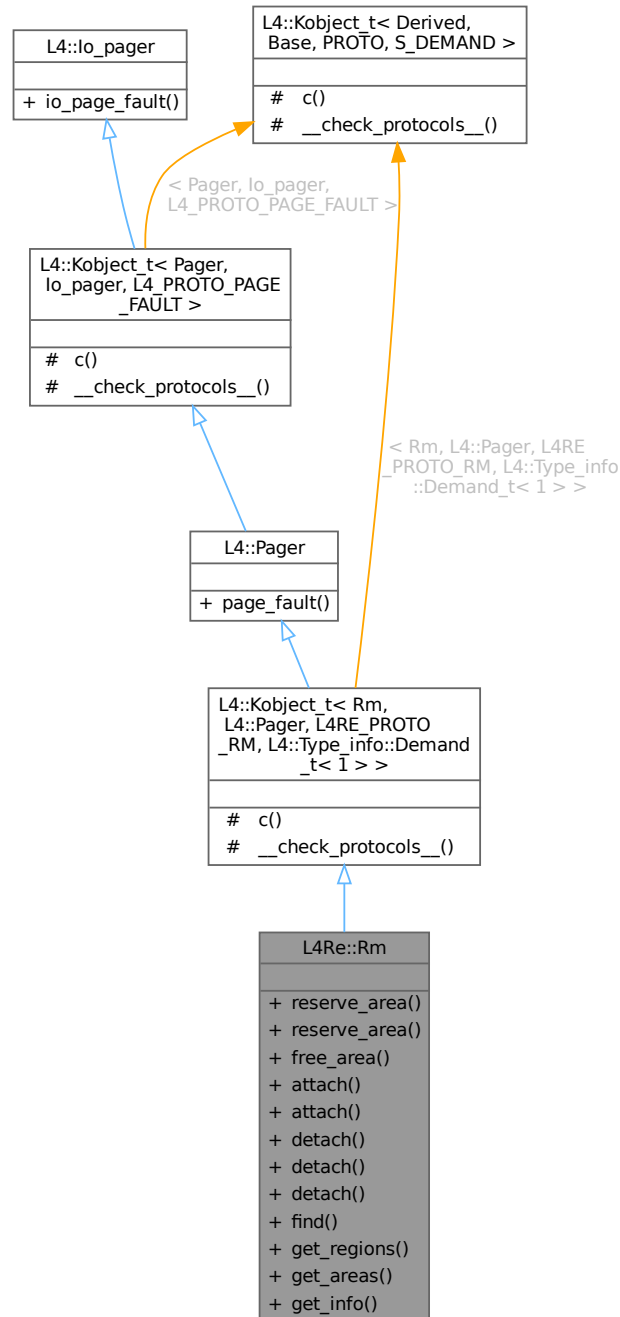 L4::Io_pager
+ io_page_fault()
L4::Kobject_t< Derived,
Base, PROTO, S_DEMAND >
# c()
# __check_protocols__()
< Pager, Io_pager,
L4_PROTO_PAGE_FAULT >
L4::Kobject_t< Pager,
Io_pager, L4_PROTO_PAGE
_FAULT >
# c()
# __check_protocols__()
< Rm, L4::Pager, L4RE
_PROTO_RM, L4::Type_info
::Demand_t< 1 > >
L4::Pager
+ page_fault()
L4::Kobject_t< Rm,
L4::Pager, L4RE_PROTO
_RM, L4::Type_info::Demand
_t< 1 > >
# c()
# __check_protocols__()
L4Re::Rm
+ reserve_area()
+ reserve_area()
+ free_area()
+ attach()
+ attach()
+ detach()
+ detach()
+ detach()
+ find()
+ get_regions()
+ get_areas()
+ get_info()